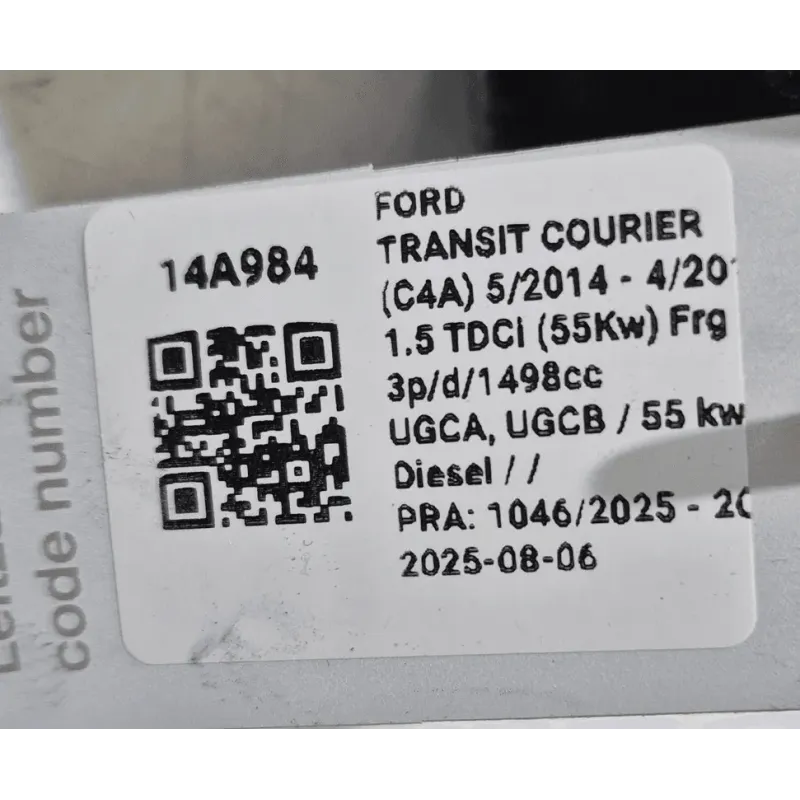 14A984
FORD
TRANSIT COURIER
(C4A) 5/2014 - 4/20
1.5 TDCi (55Kw) Frg
3p/d/1498cc
UGCA, UGCB / 55 kw
Diesel / /
PRA: 1046/2025 - 20
2025-08-06
code number